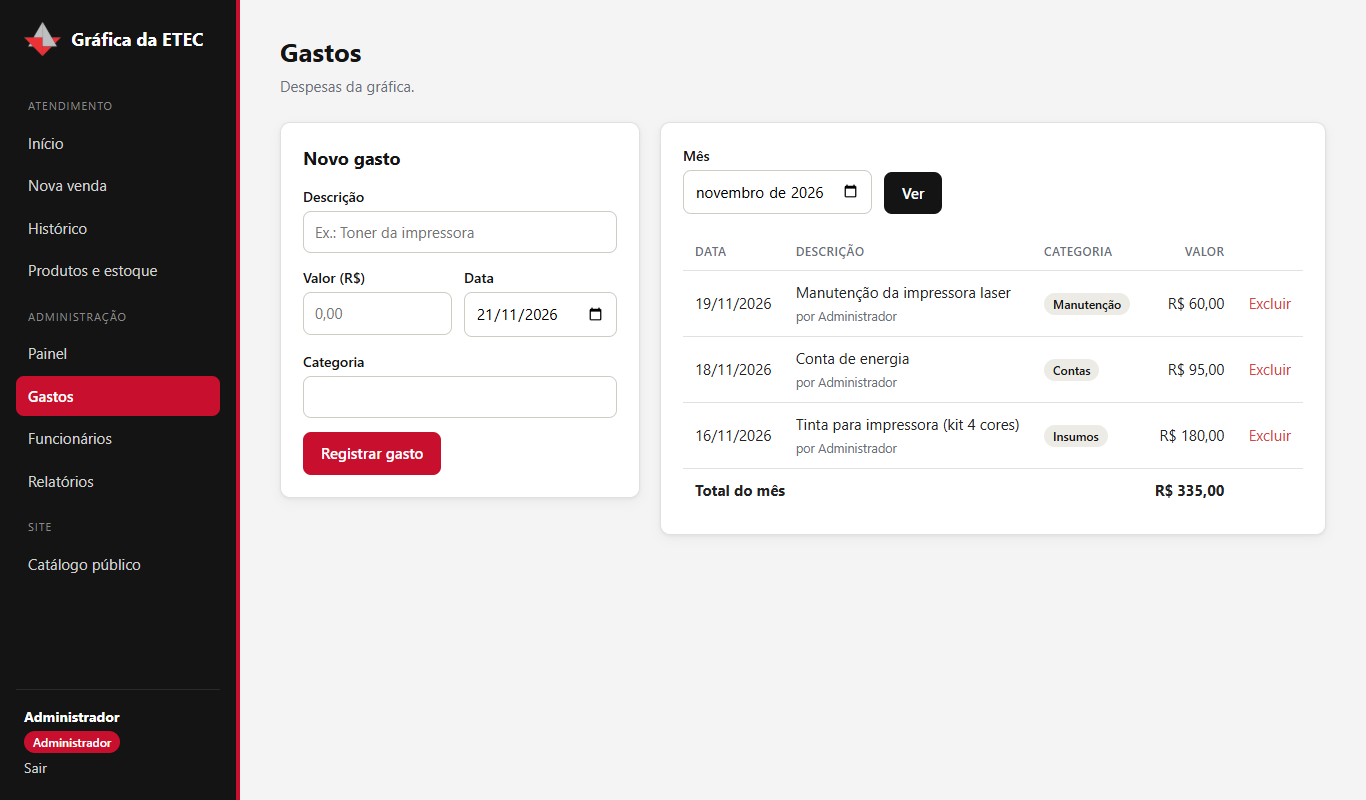 Gráfica da ETEC
ATENDIMENTO
Início
Nova venda
Histórico
Produtos e estoque
ADMINISTRAÇÃO
Painel
Gastos
Funcionários
Relatórios
SITE
Catálogo público
Administrador
Administrador
Sair
Gastos
Despesas da gráfica.
Novo gasto
Descrição
Ex.: Toner da impressora
Valor (R$) Data
0,00 21/11/2026
Categoria
Registrar gasto
Mês
novembro de 2026 Ver
DATA DESCRIÇÃO CATEGORIA VALOR
19/11/2026 Manutenção da impressora laser Manutenção R$ 60,00 Excluir
por Administrador
18/11/2026 Conta de energia Contas R$ 95,00 Excluir
por Administrador
16/11/2026 Tinta para impressora (kit 4 cores) Insumos R$ 180,00 Excluir
por Administrador
Total do mês R$ 335,00